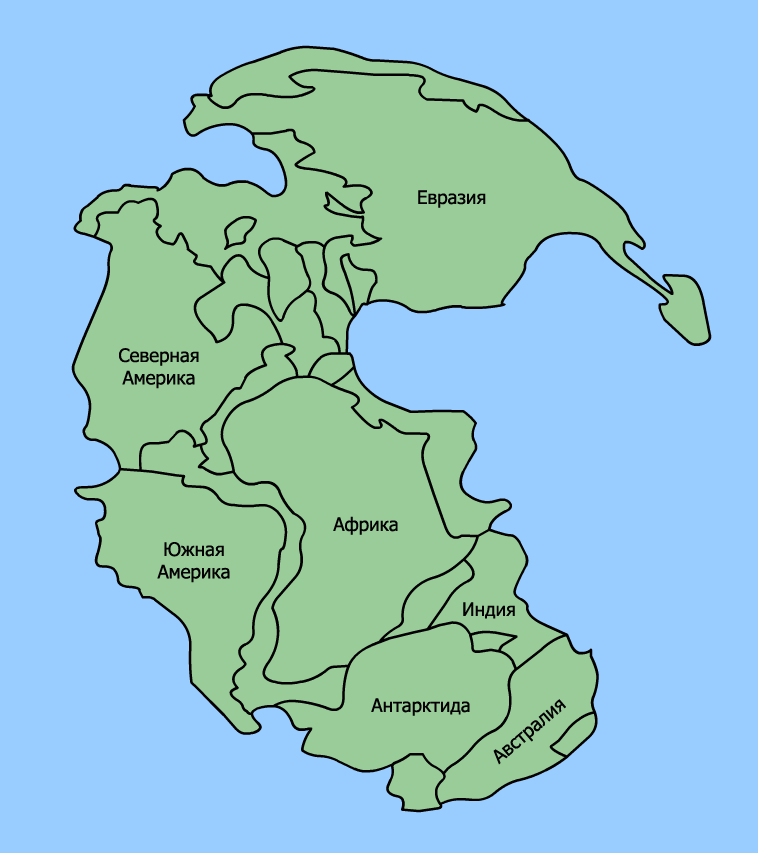 Евразия
Северная
Америка
Африка
Южная
Америка
Индия
Антарктида
Австралия